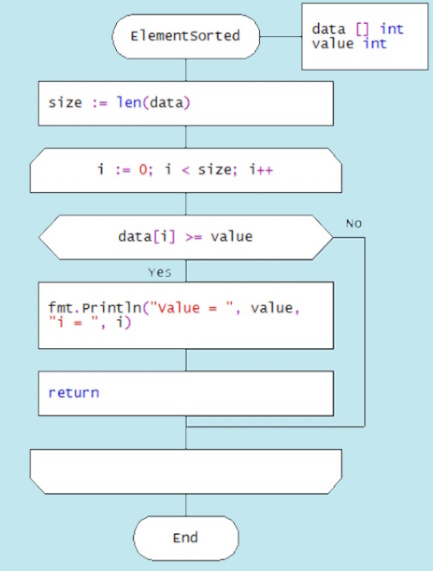 ElementSorted
data [] int
value int
size := len(data)
i := 0; i < size; i++
data[i] >= value
No
Yes
fmt.Println("Value = ", value,
"i = ", i)
return
End